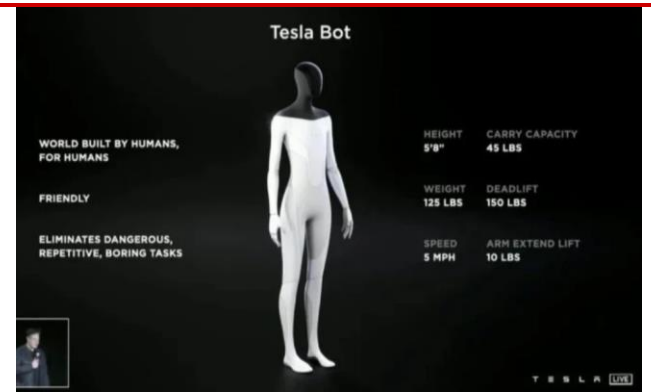 Tesla Bot
WORLD BUILT BY HUMANS,
FOR HUMANS
FRIENDLY
ELIMINATES DANGEROUS,
REPETITIVE, BORING TASKS
HEIGHT
5'8"
CARRY CAPACITY
45 LBS
WEIGHT
125 LBS
DEADLIFT
150 LBS
SPEED
5 MPH
ARM EXTEND LIFT
10 LBS
TESLA LIVE